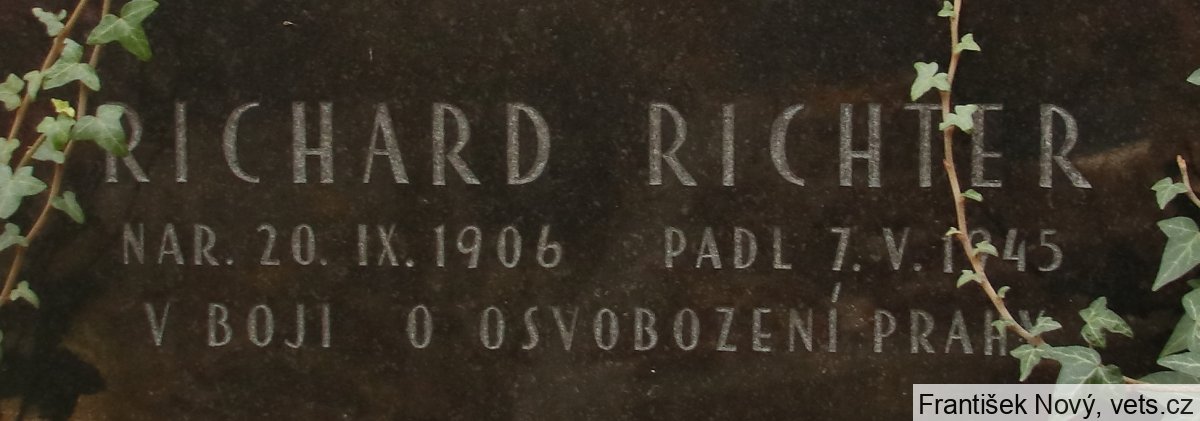 RICHARD RICHTER
NAR. 20. IX. 1906 PADL 7. V. 1945
V BOJI O OSVOBOZENÍ PRAHY
František Nový, vets.cz